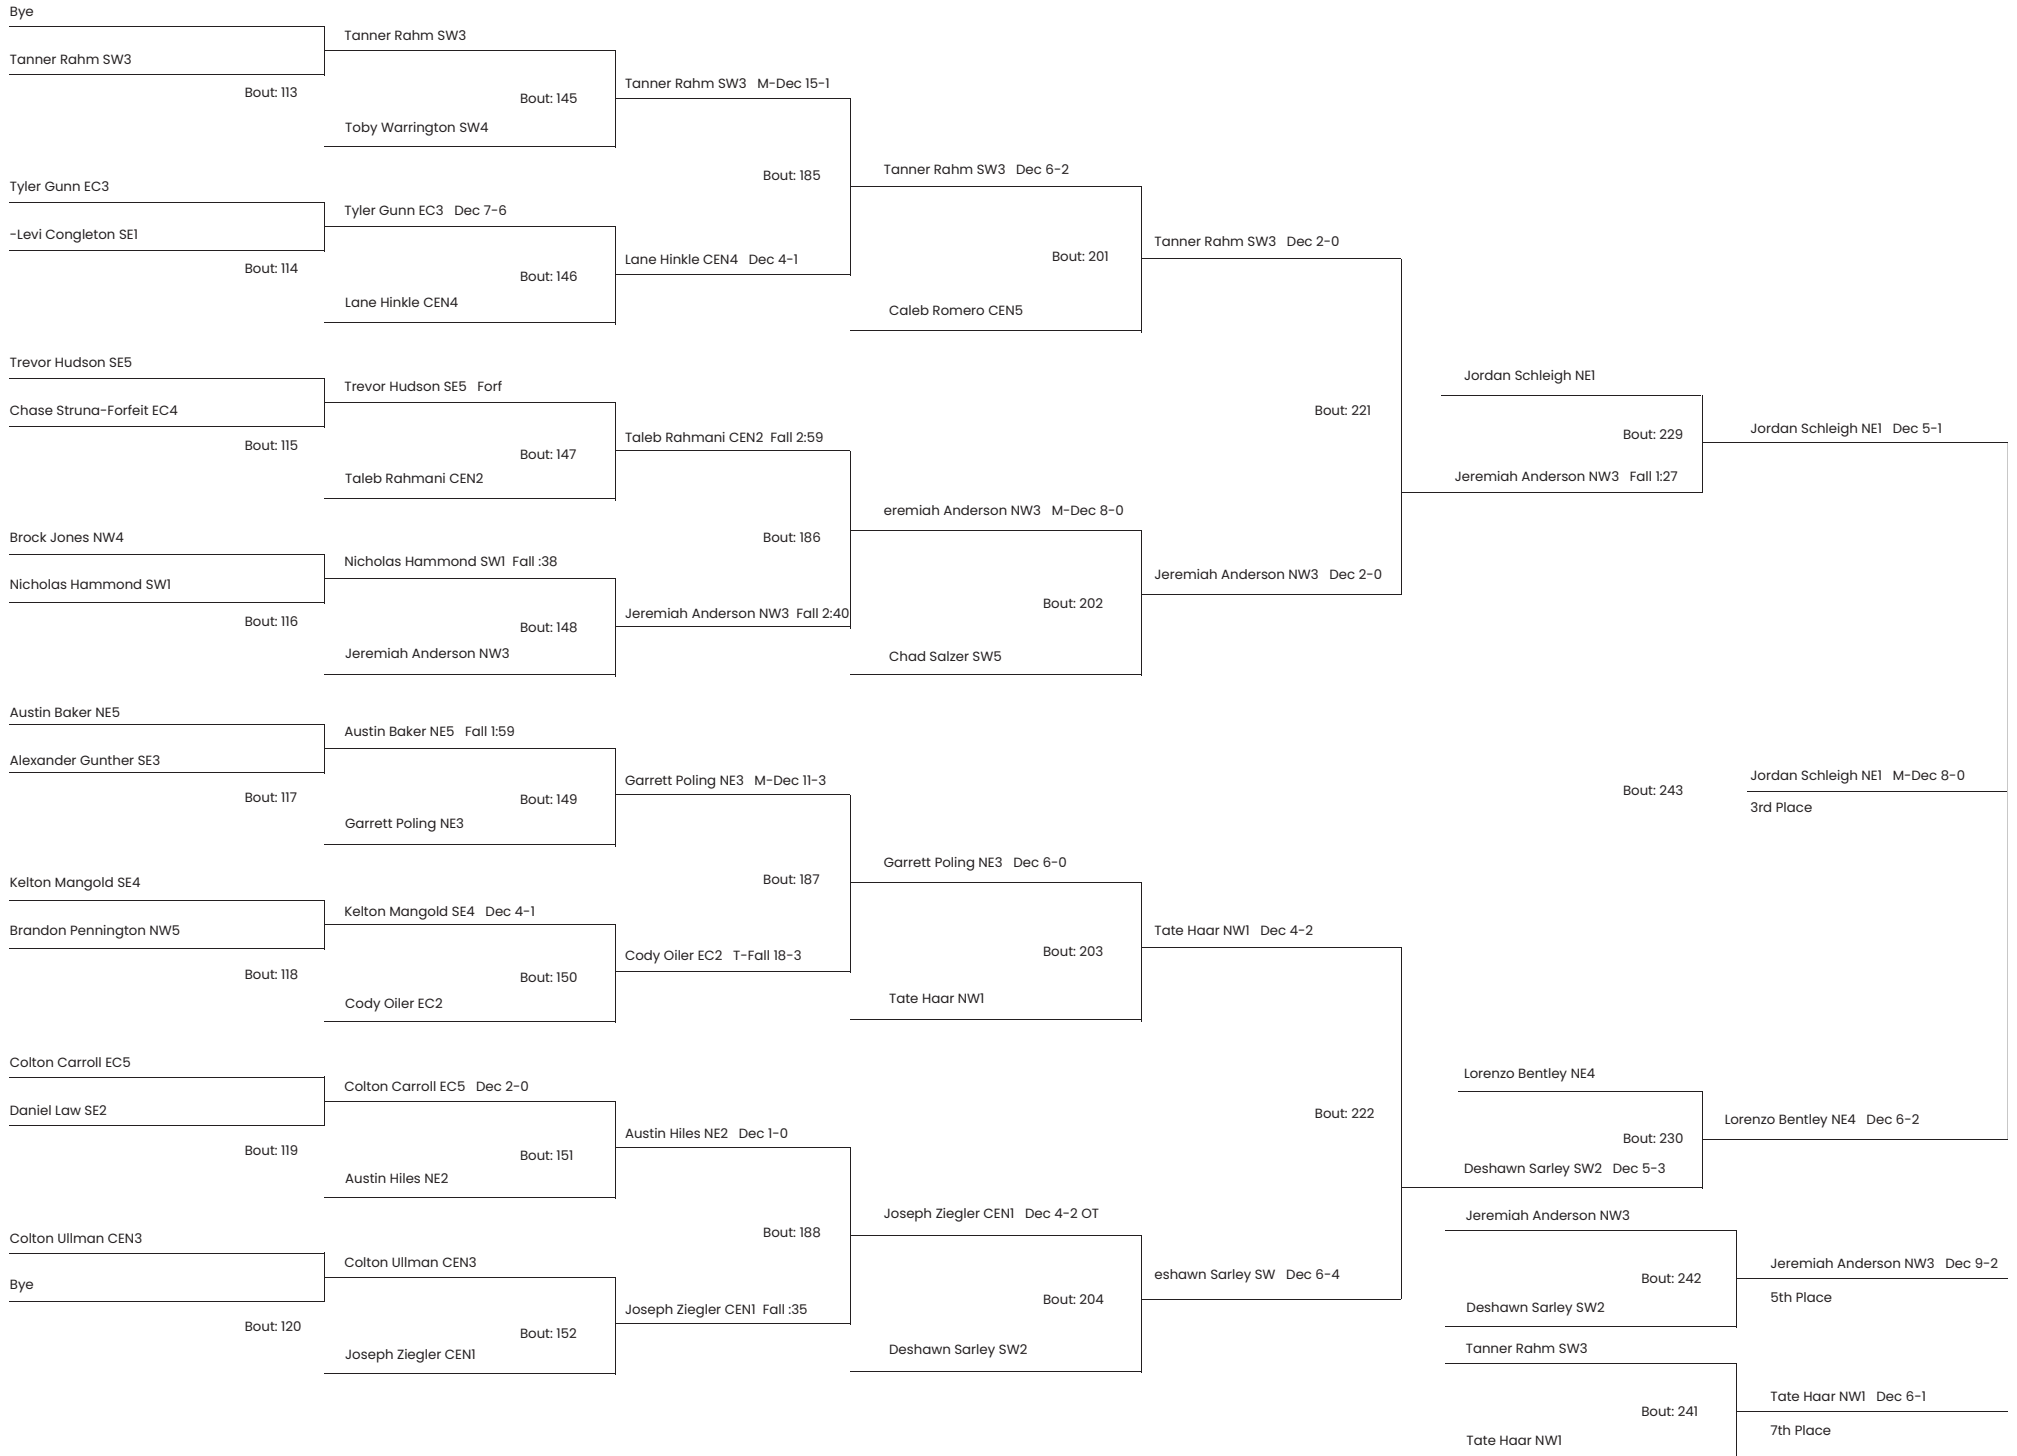 Bye
Tanner Rahm SW3
Bout: 113
Tyler Gunn EC3
-Levi Congleton SE1
Bout: 114
Trevor Hudson SE5
Chase Struna-Forfeit EC4
Bout: 115
Brock Jones NW4
Nicholas Hammond SW1
Bout: 116
Austin Baker NE5
Alexander Gunther SE3
Bout: 117
Kelton Mangold SE4
Brandon Pennington NW5
Bout: 118
Colton Carroll EC5
Daniel Law SE2
Bout: 119
Colton Ullman CEN3
Bye
Bout: 120
Tanner Rahm SW3
Bout: 145
Toby Warrington SW4
Tyler Gunn EC3 Dec 7-6
Bout: 146
Lane Hinkle CEN4
Trevor Hudson SE5 Forf
Bout: 147
Taleb Rahmani CEN2
Nicholas Hammond SW1 Fall :38
Bout: 148
Jeremiah Anderson NW3
Austin Baker NE5 Fall 1:59
Bout: 149
Garrett Poling NE3
Kelton Mangold SE4 Dec 4-1
Bout: 150
Cody Oiler EC2
Colton Carroll EC5 Dec 2-0
Bout: 151
Austin Hiles NE2
Colton Ullman CEN3
Bout: 152
Joseph Ziegler CEN1
Tanner Rahm SW3 M-Dec 15-1
Bout: 185
Lane Hinkle CEN4 Dec 4-1
Taleb Rahmani CEN2 Fall 2:59
Bout: 186
Jeremiah Anderson NW3 Fall 2:40
Garrett Poling NE3 M-Dec 11-3
Bout: 187
Cody Oiler EC2 T-Fall 18-3
Austin Hiles NE2 Dec 1-0
Bout: 188
Joseph Ziegler CEN1 Fall :35
Tanner Rahm SW3 Dec 6-2
Bout: 201
Caleb Romero CEN5
eremiah Anderson NW3 M-Dec 8-0
Bout: 202
Chad Salzer SW5
Garrett Poling NE3 Dec 6-0
Bout: 203
Tate Haar NW1
Joseph Ziegler CEN1 Dec 4-2 OT
Bout: 204
Deshawn Sarley SW2
Tanner Rahm SW3 Dec 2-0
Bout: 221
Jeremiah Anderson NW3 Dec 2-0
Tate Haar NW1 Dec 4-2
Bout: 222
eshawn Sarley SW Dec 6-4
Jordan Schleigh NE1
Bout: 229
Jeremiah Anderson NW3 Fall 1:27
Lorenzo Bentley NE4
Bout: 230
Deshawn Sarley SW2 Dec 5-3
Jordan Schleigh NE1 Dec 5-1
Bout: 243
Jordan Schleigh NE1 M-Dec 8-0
3rd Place
Lorenzo Bentley NE4 Dec 6-2
Jeremiah Anderson NW3
Bout: 242
Deshawn Sarley SW2
Jeremiah Anderson NW3 Dec 9-2
5th Place
Tanner Rahm SW3
Bout: 241
Tate Haar NW1
Tate Haar NW1 Dec 6-1
7th Place